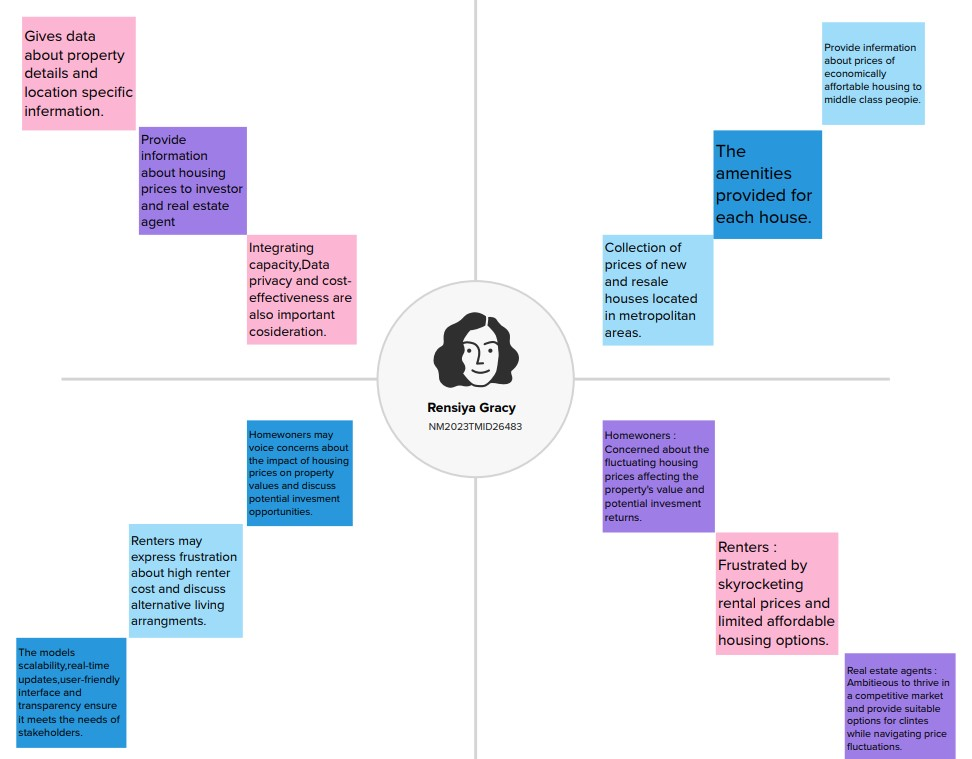 Gives data
about property
details and
location specific
infermation.
Provide
information
about housing
prices to investor
and real estate
agent
Integrating
capacity,Data
privacy and cost-
effectiveness are
also important
cosideration.
Provide infermation
about prices of
economically
affortable housing to
middle class peopie.
The
amenities
provided for
each house.
Collection of
prices of new
and resale
houses located
in metropolitan
areas.
Rensiya Gracy
NM2023TMID26483
Homewoners may
voice concerns about
the impact of housing
prices on property
values and discuss
potential invesment
opportunities.
Renters may
express frustration
about high renter
cost and discuss
alternative living
arrangments.
The models
scalability,real-time
updates,user-friendly
interface and
transparency ensure
it meets the needs of
stakeholders.
Homewoners :
Concerned about the
fluctuating housing
prices affecting the
property's value and
potential invesment
returns.
Renters :
Frustrated by
skyrocketing
rental prices and
limited affordable
housing options.
Real estate agents :
Ambitieous to thrive in
a competitive market
and provide suitable
options for clintes
while navigating price
fluctuations.